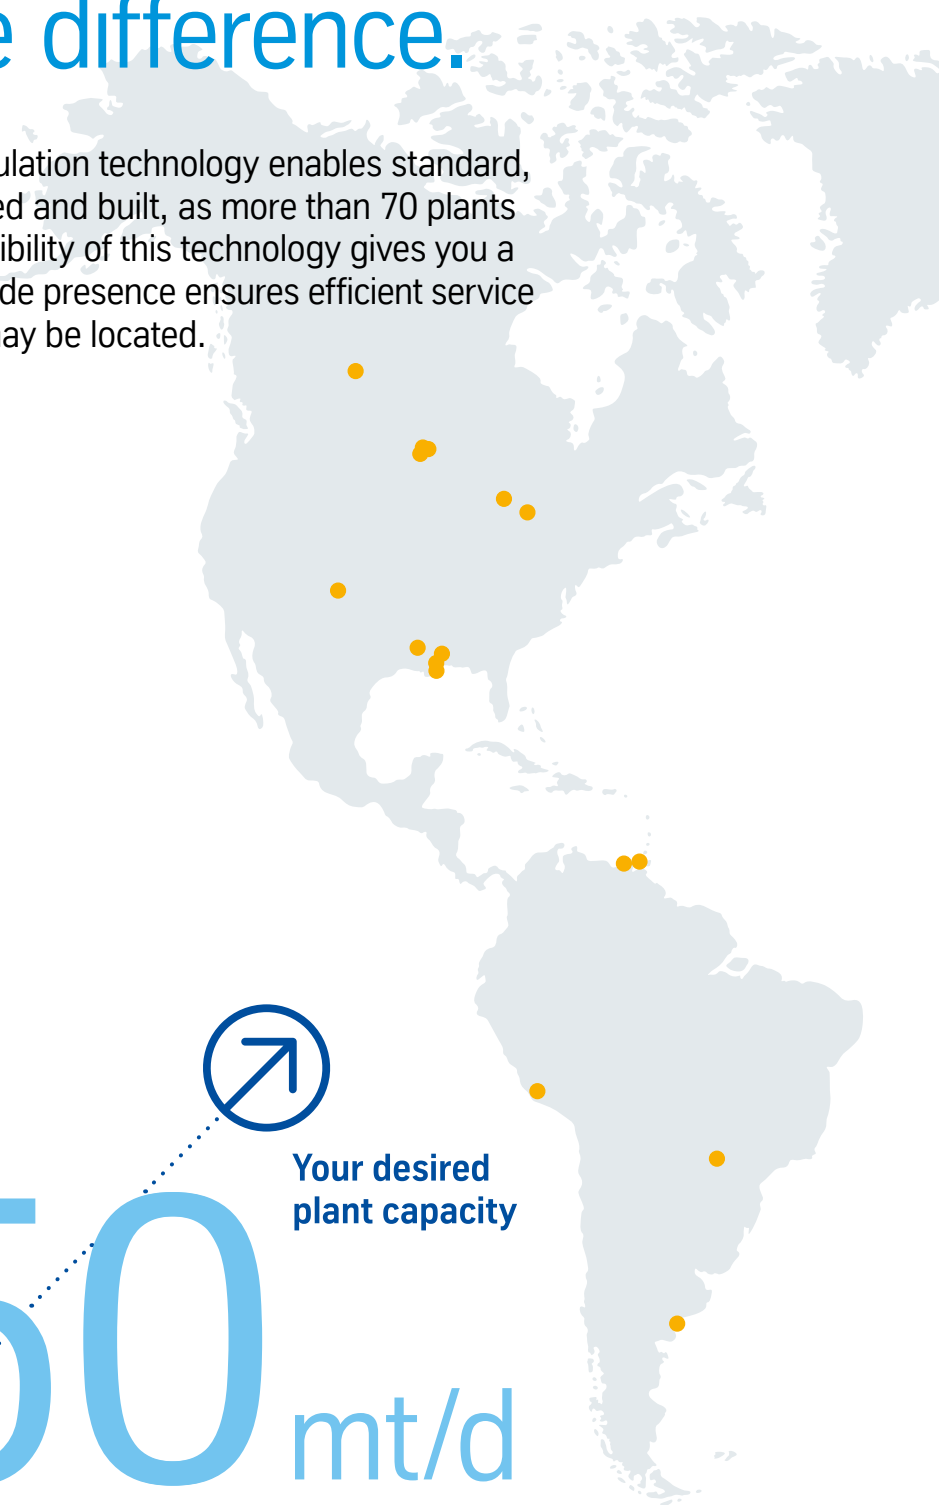 e difference.
ulation technology enables standard,
ed and built, as more than 70 plants
ibility of this technology gives you a
de presence ensures efficient service
ay be located.
Your desired
plant capacity
50 mt/d